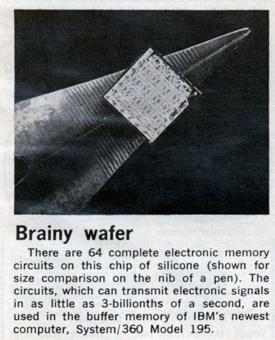 Brainy wafer
There are 64 complete electronic memory
circuits on this chip of silicone (shown for
size comparison on the nib of a pen). The
circuits, which can transmit electronic signals
in as little as 3-billionths of a second, are
used in the buffer memory of IBM's newest
computer, System/360 Model 195.